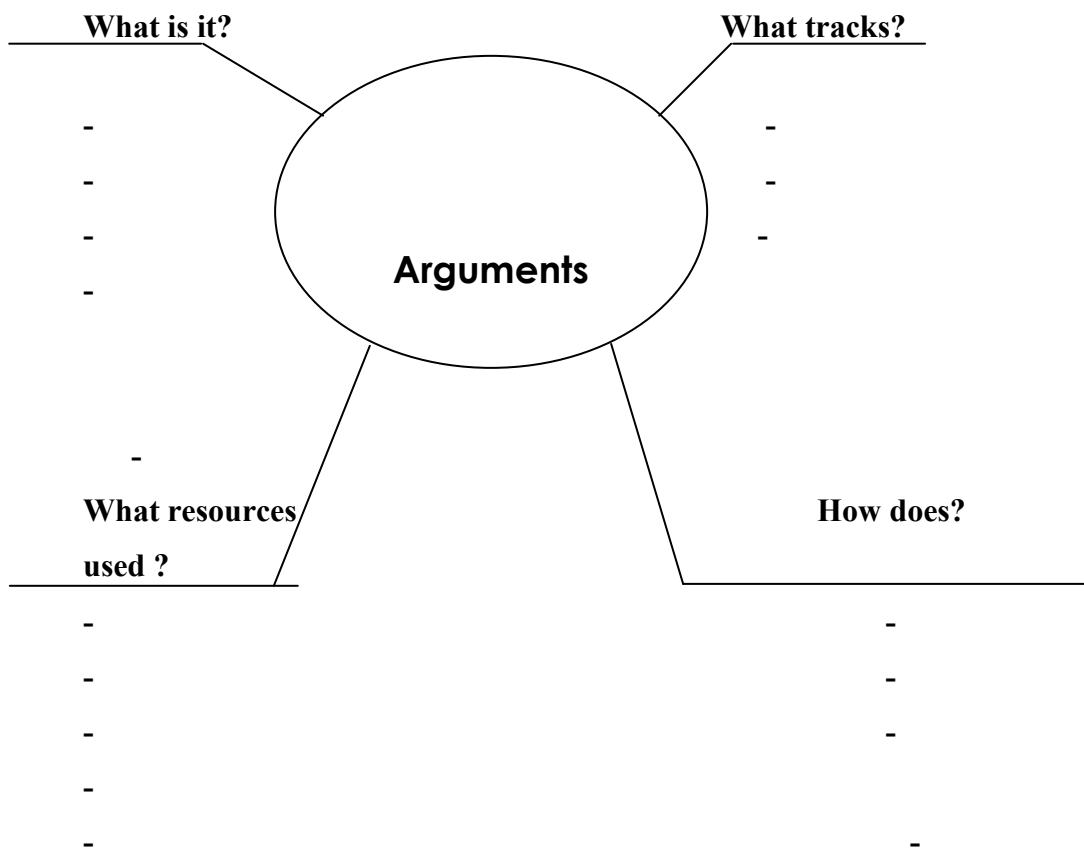 What is it?
What tracks?
-
-
-
-
-
-
-
Arguments
-
What resources
used ?
How does?
-
-
-
-
-
-
-
-
-